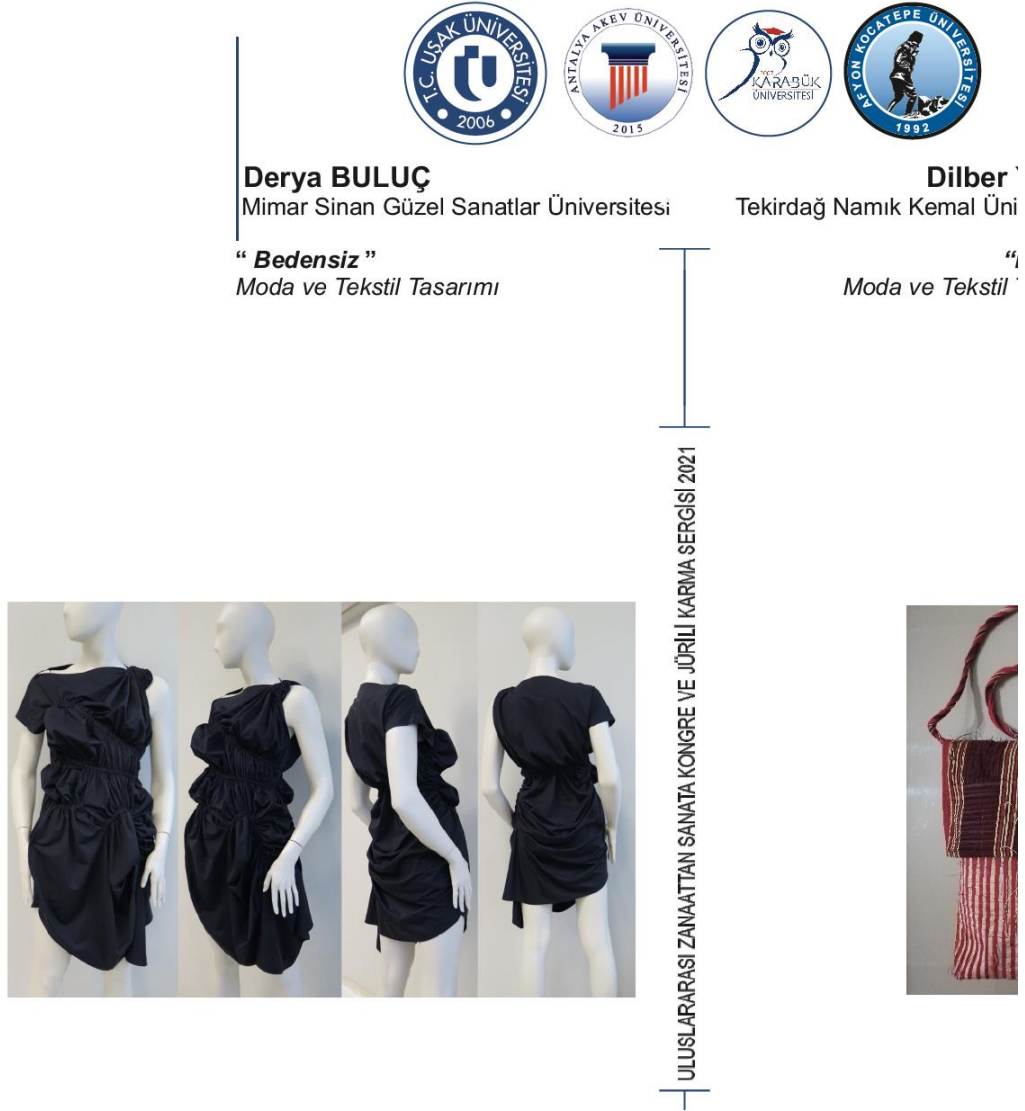 T.C. UŞAK ÜNİVERSİTESİ
2006
ANTALYA AKEV ÜNİVERSİTESİ
2015
2007
KARABÜK
ÜNİVERSİTESİ
AFYON KOCATEPE ÜNİVERSİTESİ
1992
Derya BULUÇ
Mimar Sinan Güzel Sanatlar Üniversitesi
“ Bedensiz ”
Moda ve Tekstil Tasarımı
Dilber
Tekirdağ Namık Kemal Üni
Moda ve Tekstil
ULUSLARARASI ZANAATTAN SANATA KONGRE VE JÜRİLİ KARMA SERGİSİ 2021